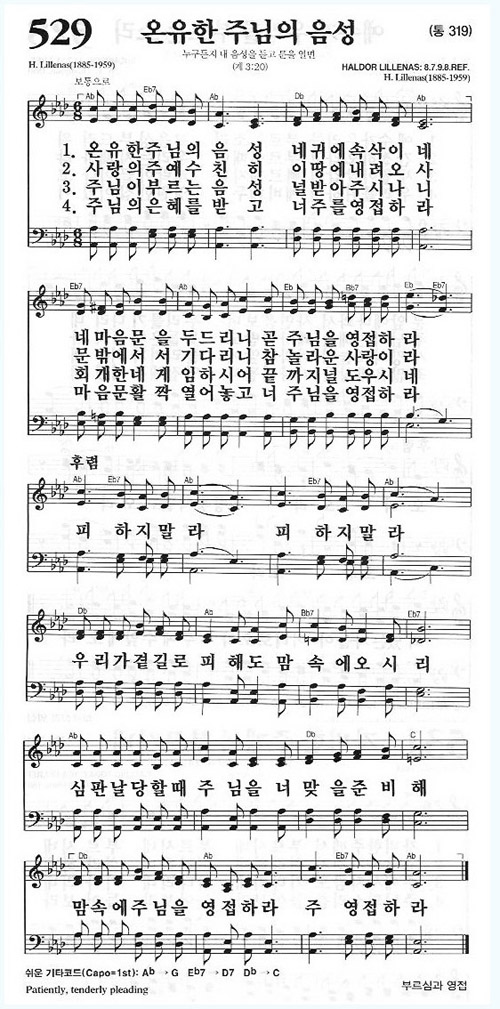 529 온유한 주님의 음성 (통 319)
누구든지 내 음성을 듣고 문을 열면
H. Lillenas(1885-1959) (계 3:20) HALDOR LILLENAS: 8.7.9.8.REF.
H. Lillenas(1885-1959)
보통으로
Ab Eb7 Ab Db Ab
1. 온유한주님의 음 성 네귀에속삭이 네
2. 사랑의주예수 친 히 이땅에내려오 사
3. 주님이부르는 음 성 널받아주시나 니
4. 주님의은혜를 받 고 너주를영접하 라
Eb7 Ab Eb Bb7 Eb Eb7
네마음문 을 두드리니 곧 주님을 영접하 라
문밖에서 서 기다리니 참 놀라운 사랑이 라
회개한네 게 임하시어 끝 까지널 도우시 네
마음문활 짝 열어놓고 너 주님을 영접하 라
후렴
Ab Eb7 Ab Ab Eb7 Ab
피 하지말 라 피 하지말 라
Db Ab Bb7 Eb7
우리가곁길로 피 해도 맘 속 에오 시 리
Ab Db C
심판날당할때 주 님을 너 맞 을준 비 해
Db Ab Eb7 Ab
맘속에주님을 영접하라 주 영접하 라
쉬운 기타코드(Capo=1st): Ab → G Eb7 → D7 Db → C
Patiently, tenderly pleading
부르심과 영접